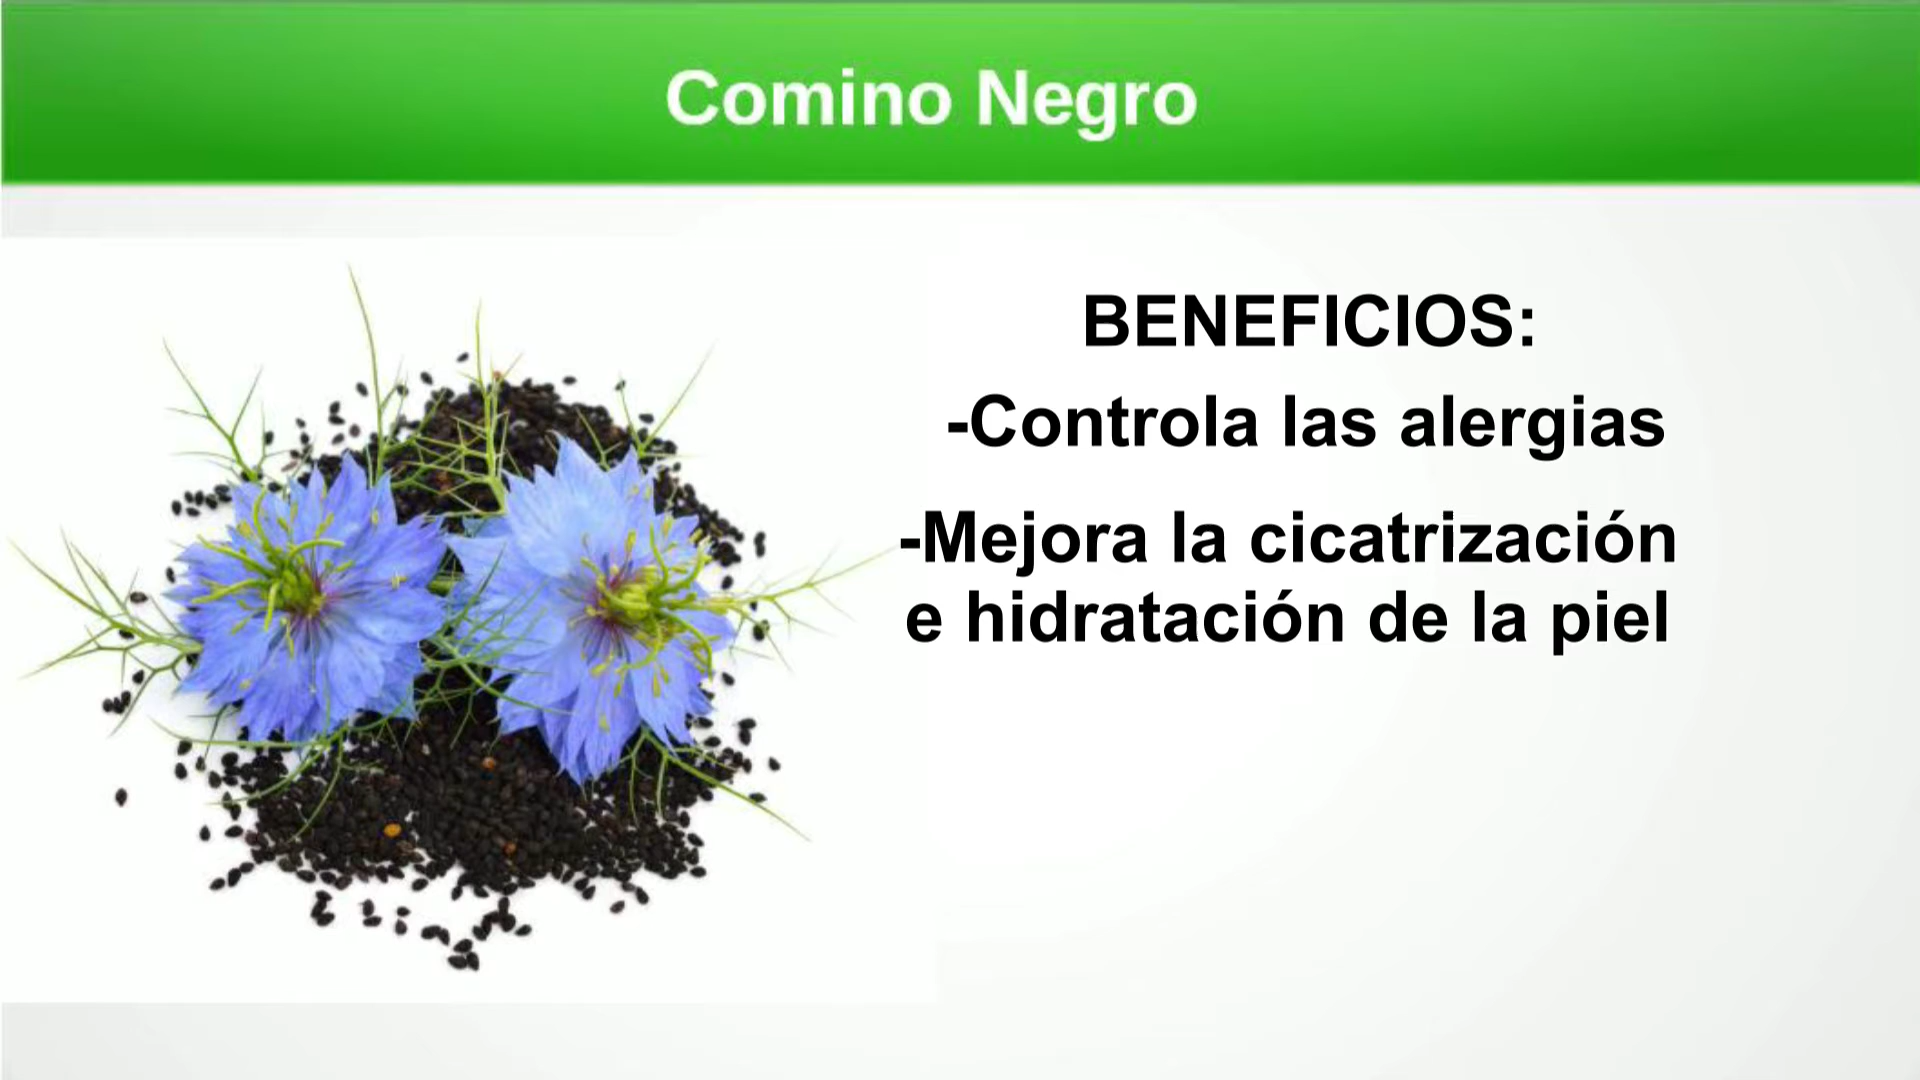 Comino Negro
BENEFICIOS:
-Controla las alergias
-Mejora la cicatrización
e hidratación de la piel